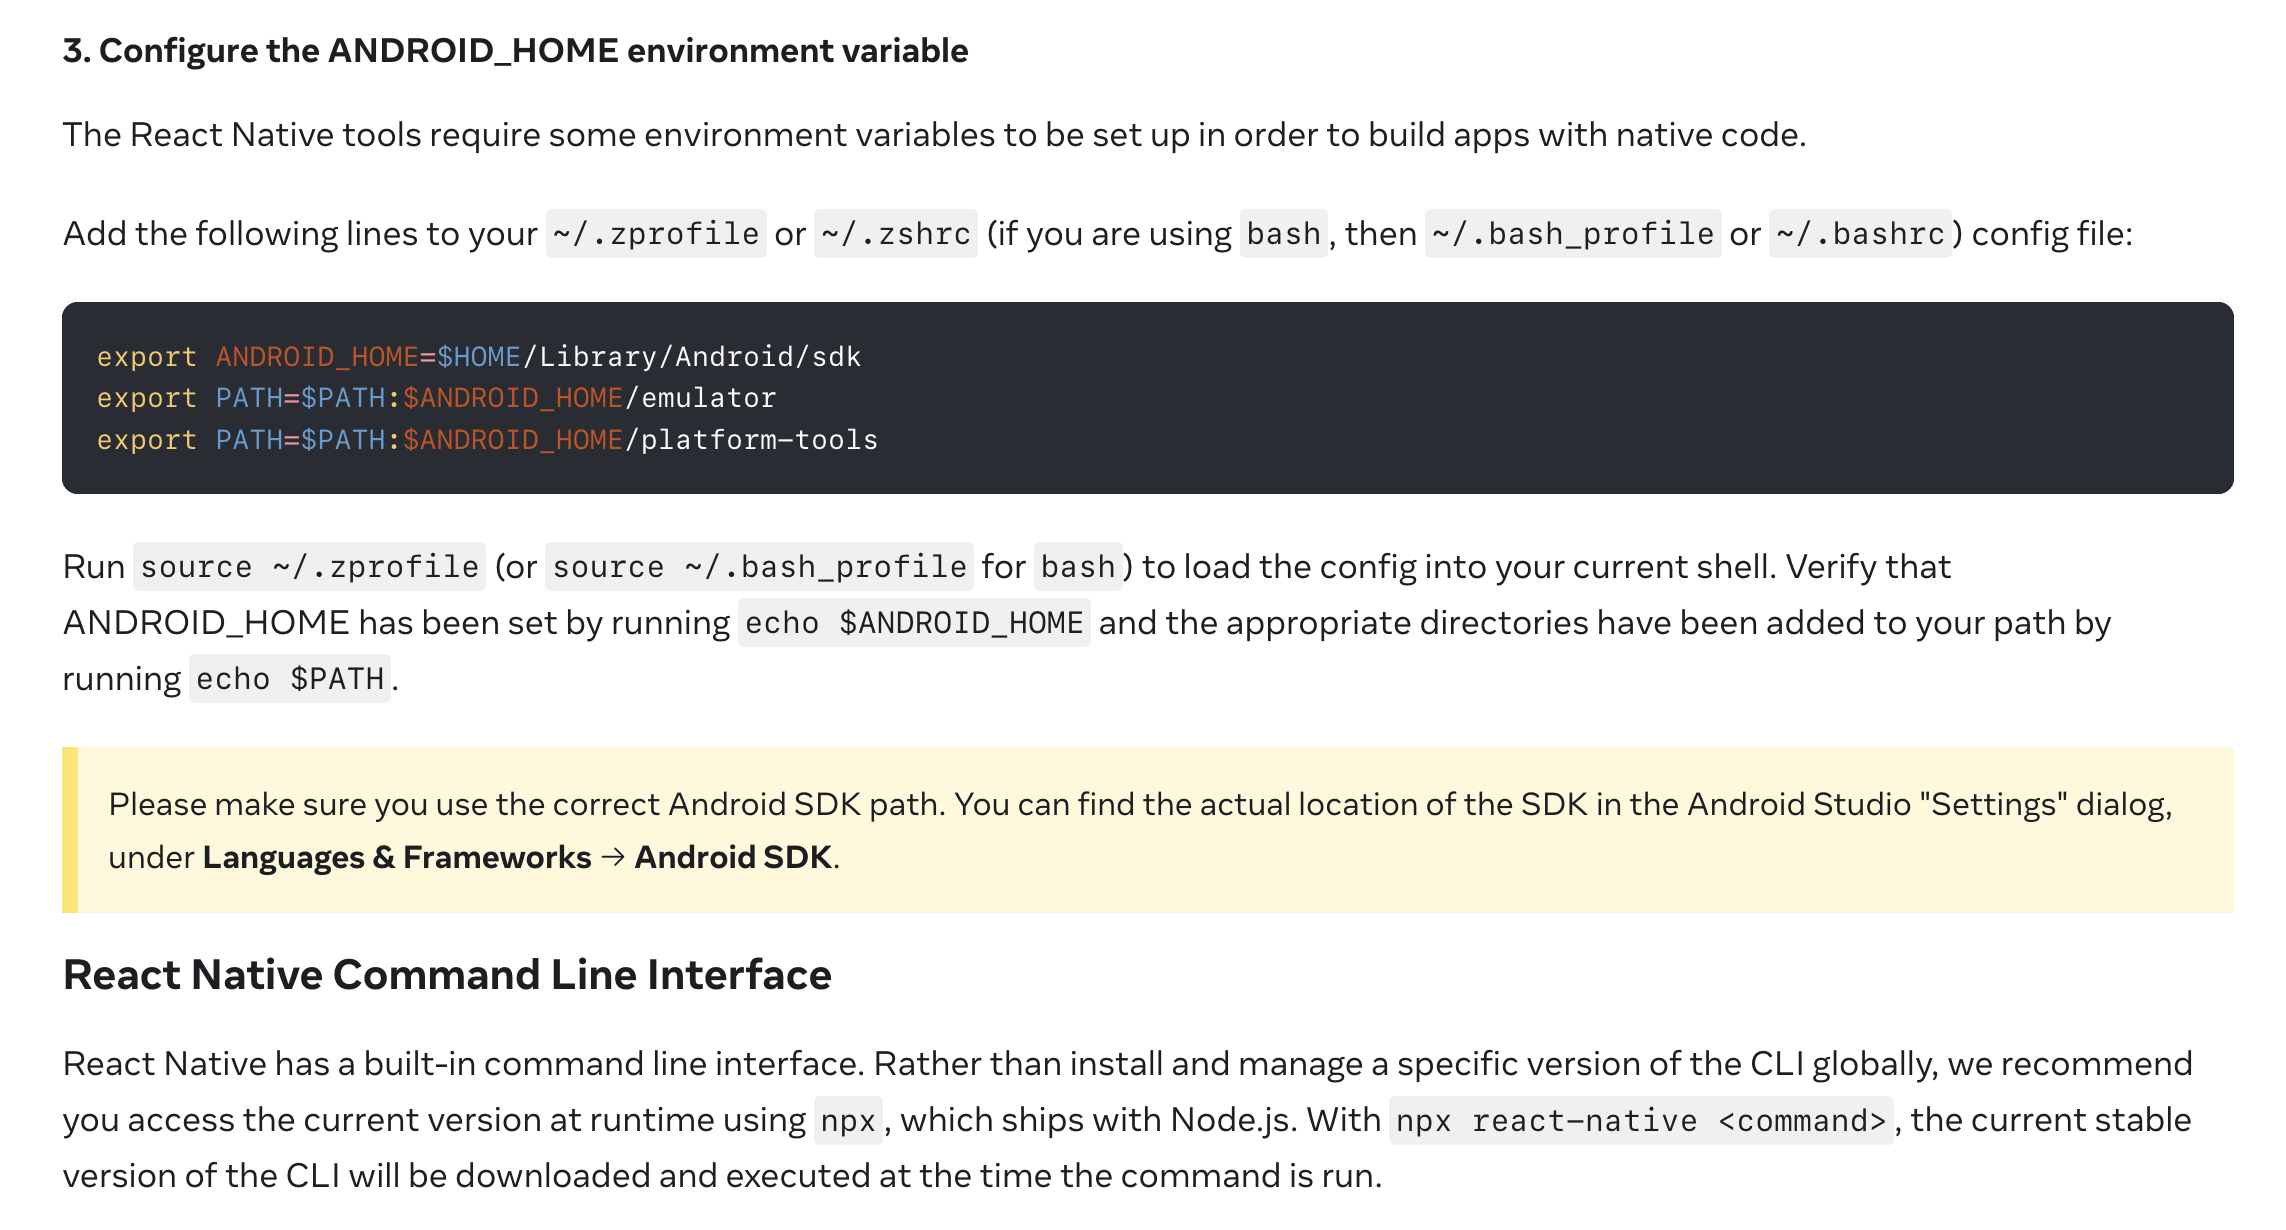 3. Configure the ANDROID_HOME environment variable
The React Native tools require some environment variables to be set up in order to build apps with native code.
Add the following lines to your ~/.zprofile or ~/.zshrc (if you are using bash, then ~/.bash_profile or ~/.bashrc) config file:
export ANDROID_HOME=$HOME/Library/Android/sdk
export PATH=$PATH:$ANDROID_HOME/emulator
export PATH=$PATH:$ANDROID_HOME/platform-tools
Run source ~/.zprofile (or source ~/.bash_profile for bash) to load the config into your current shell. Verify that
ANDROID_HOME has been set by running echo $ANDROID_HOME and the appropriate directories have been added to your path by
running echo $PATH.
Please make sure you use the correct Android SDK path. You can find the actual location of the SDK in the Android Studio "Settings" dialog,
under Languages & Frameworks → Android SDK.
React Native Command Line Interface
React Native has a built-in command line interface. Rather than install and manage a specific version of the CLI globally, we recommend
you access the current version at runtime using npx, which ships with Node.js. With npx react-native <command>, the current stable
version of the CLI will be downloaded and executed at the time the command is run.